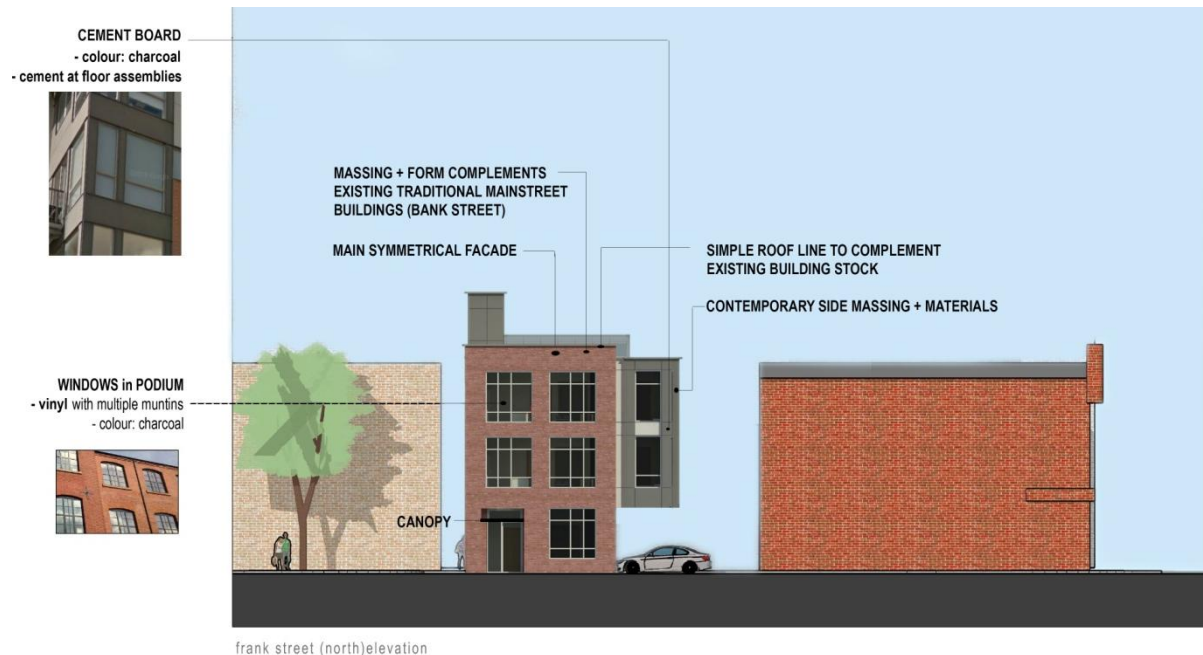 CEMENT BOARD
- colour: charcoal
- cement at floor assemblies
MASSING + FORM COMPLEMENTS
EXISTING TRADITIONAL MAINSTREET
BUILDINGS (BANK STREET)
MAIN SYMMETRICAL FACADE
SIMPLE ROOF LINE TO COMPLEMENT
EXISTING BUILDING STOCK
CONTEMPORARY SIDE MASSING + MATERIALS
WINDOWS in PODIUM
- vinyl with multiple muntins
- colour: charcoal
CANOPY
frank street (north)elevation